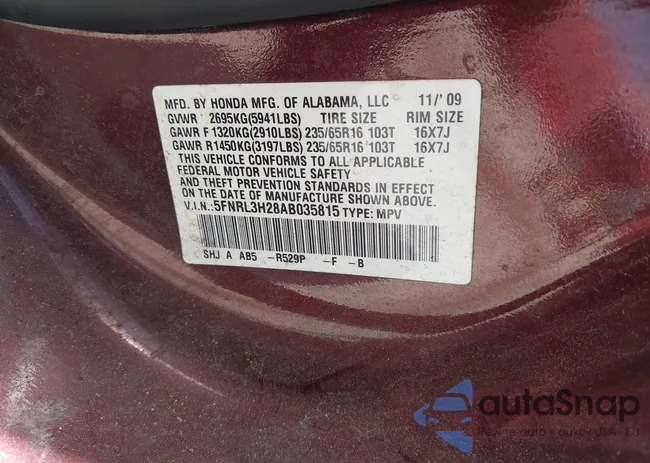 MFD. BY HONDA MFG. OF ALABAMA, LLC 11/'09
GVWR 2695KG(5941LBS) TIRE SIZE RIM SIZE
GAWR F 1320KG(2910LBS) 235/65R16 103T 16X7J
GAWR R1450KG(3197LBS) 235/65R16 103T 16X7J
THIS VEHICLE CONFORMS TO ALL APPLICABLE
FEDERAL MOTOR VEHICLE SAFETY
AND THEFT PREVENTION STANDARDS IN EFFECT
ON THE DATE OF MANUFACTURE SHOWN ABOVE.
V.I.N.:5FNRL3H28AB035815 TYPE: MPV
SHJ A AB5 -R529P -F -B
autoSnap